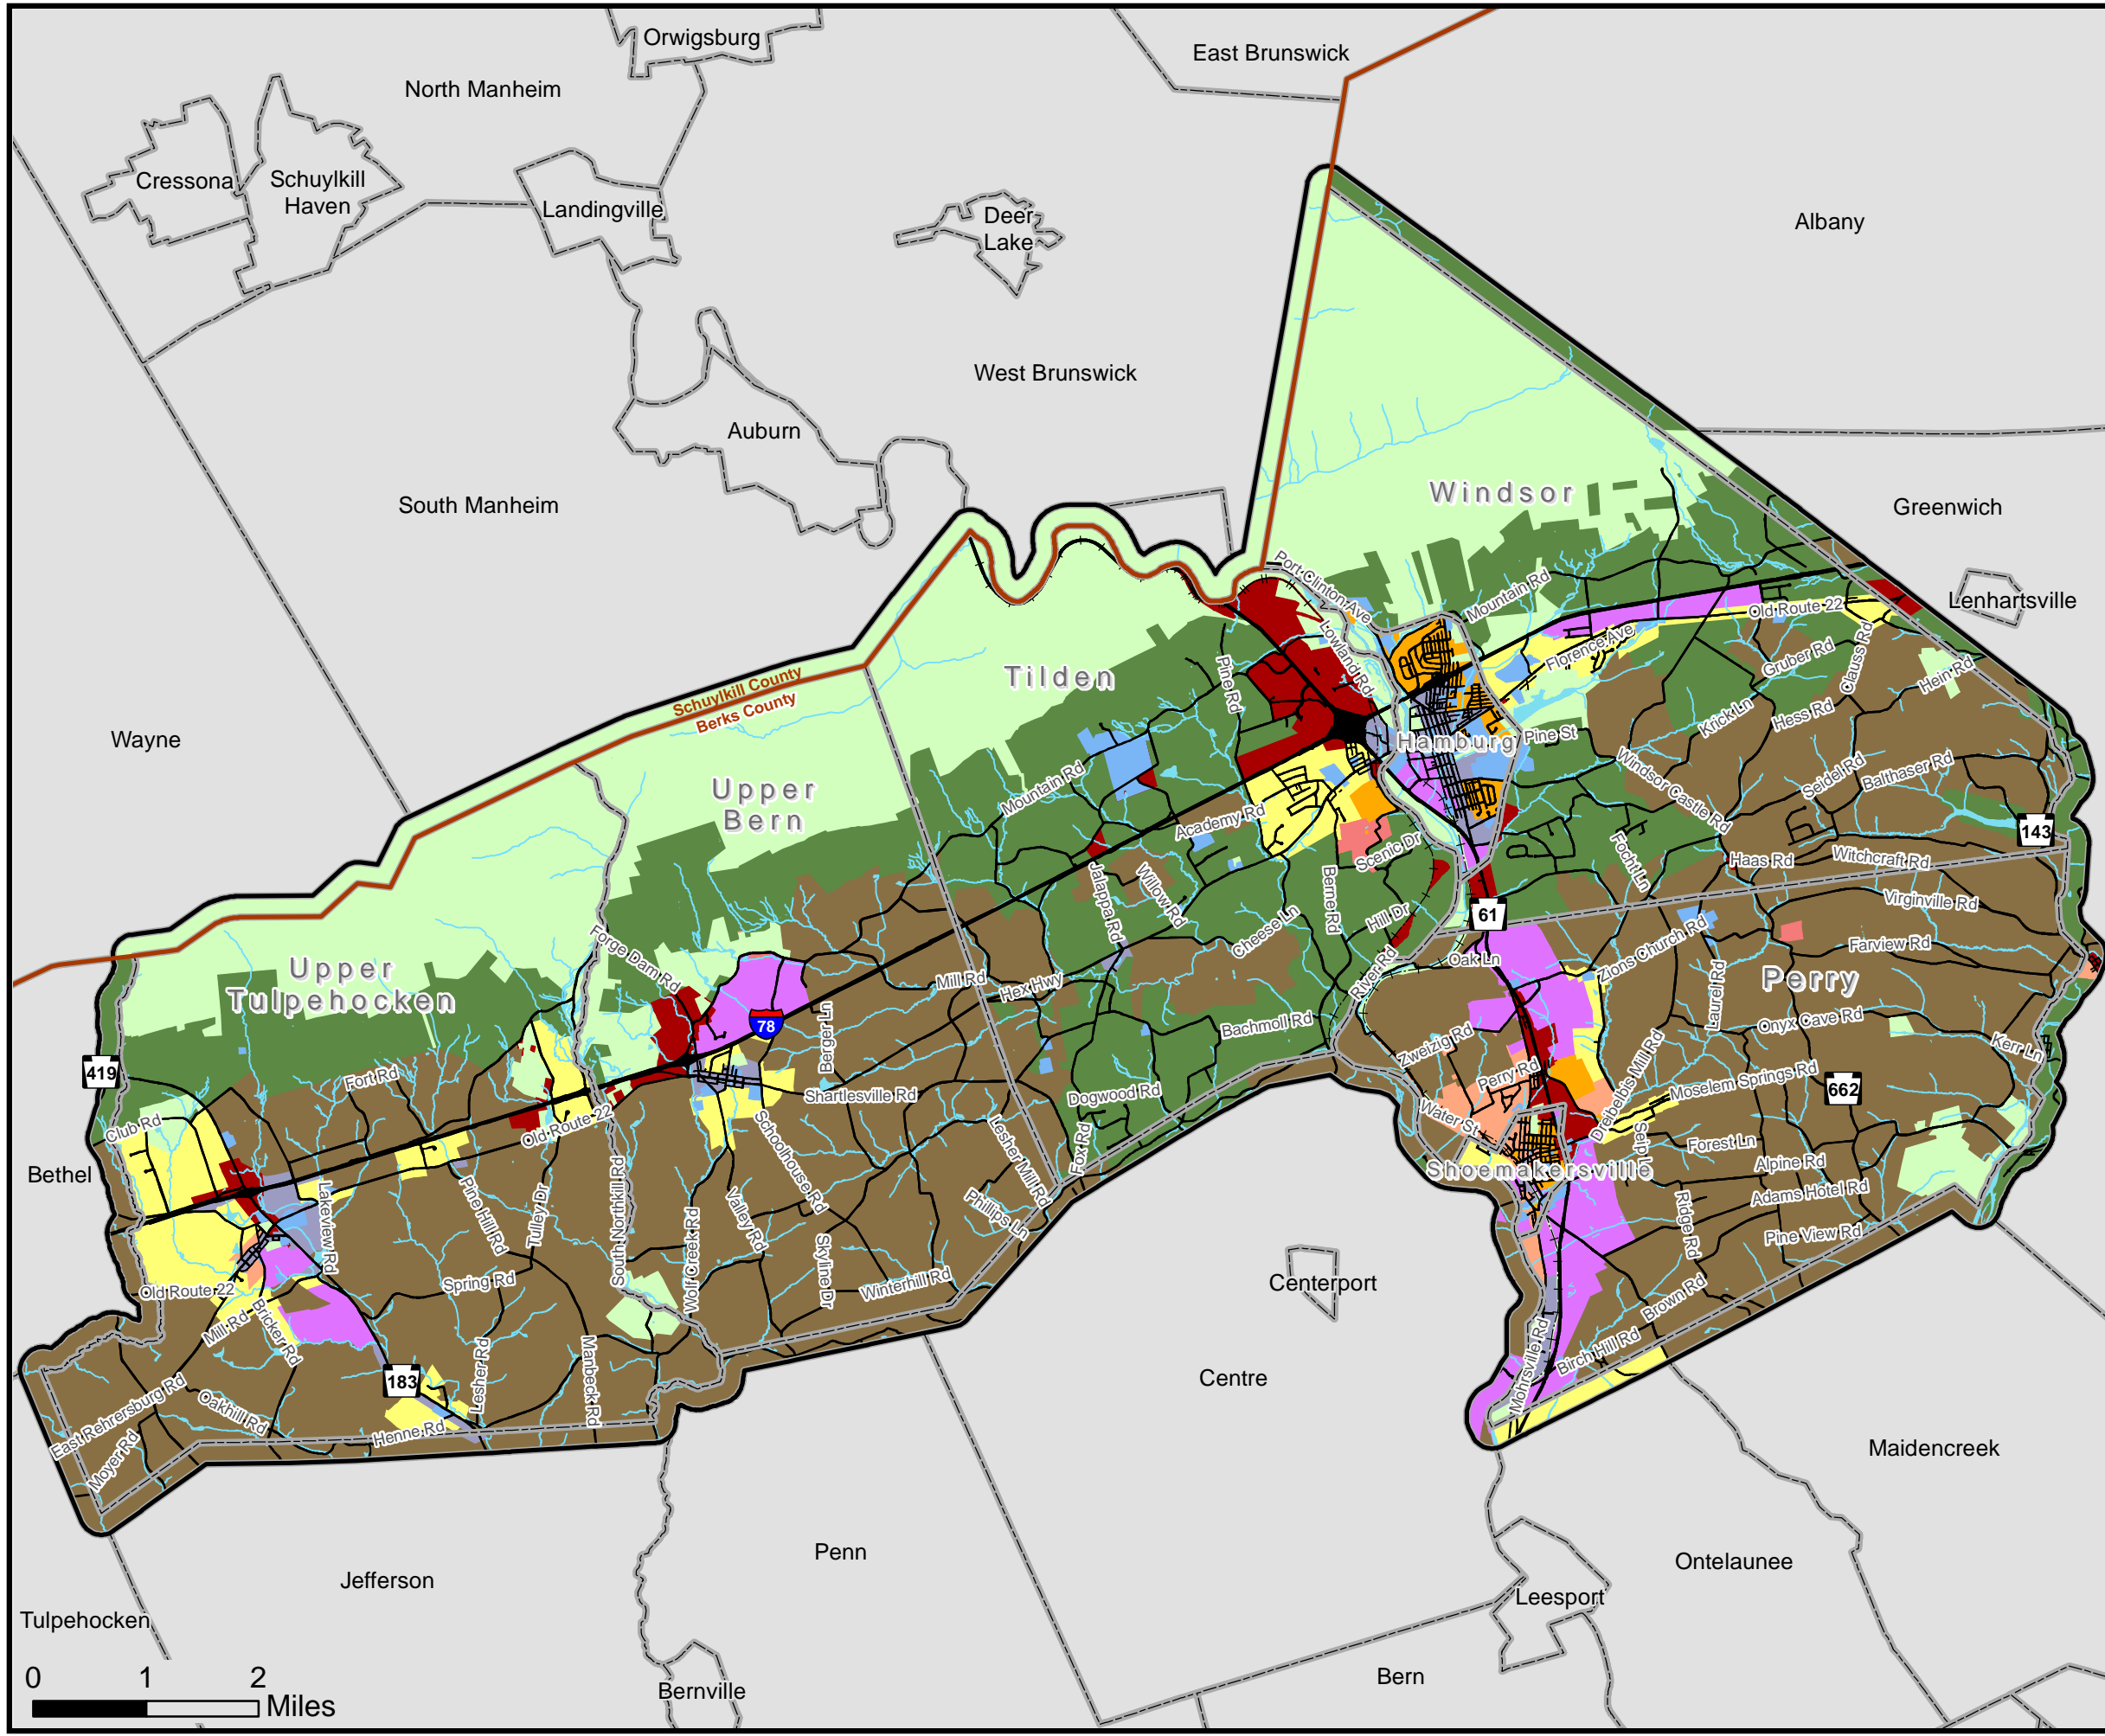 Orwigsburg
East Brunswick
North Manheim
Cressona
Schuylkill
Haven
Landingville
Deer
Lake
Albany
West Brunswick
Auburn
South Manheim
Windsor
Greenwich
Lenhartsville
Port Clinton Ave
Mountain Rd
Old Route 22
Lowland Rd
Florence Ave
Gruber Rd
Clauss Rd
Hein Rd
Tilden
Pine Rd
Schuylkill County
Berks County
Wayne
Krick Ln
Hess Rd
Hamburg
Pine St
Windsor Castle Rd
Seidel Rd
Balthaser Rd
Upper
Bern
Mountain Rd
Academy Rd
Scenic Dr
Focht Ln
143
Haas Rd
Witchcraft Rd
Jalappa Rd
Willow Rd
Berne Rd
Hill Dr
61
Virginville Rd
Cheese Ln
Forge Dam Rd
Zions Church Rd
Farview Rd
Upper
Tulpehocken
Mill Rd
Hex Hwy
River Rd
Oak Ln
Laurel Rd
Perry
78
Berger Ln
Bachmoll Rd
Zweizig Rd
Onyx Cave Rd
Kerr Ln
419
Fort Rd
Shartlesville Rd
Dogwood Rd
Perry Rd
Dreibelbis Mill Rd
Moselem Springs Rd
662
Club Rd
Old Route 22
Schoolhouse Rd
Lesher Mill Rd
Fox Rd
Water St
Seip Ln
Forest Ln
Bethel
Shoemakersville
Alpine Rd
Lakeview Rd
Pine Hill Rd
Tulley Dr
South Northkill Rd
Wolf Creek Rd
Valley Rd
Phillips Ln
Adams Hotel Rd
Ridge Rd
Pine View Rd
Old Route 22
Spring Rd
Skyline Dr
Winterhill Rd
Centerport
Mill Rd
Bricker Rd
Brown Rd
Mohrsville Rd
Birch Hill Rd
183
Lesher Rd
Manbeck Rd
Centre
East Rehrersburg Rd
Oakhill Rd
Henne Rd
Moyer Rd
Maidencreek
Penn
Jefferson
Ontelaunee
Leesport
Tulpehocken
Bern
Bernville
0 1 2
Miles